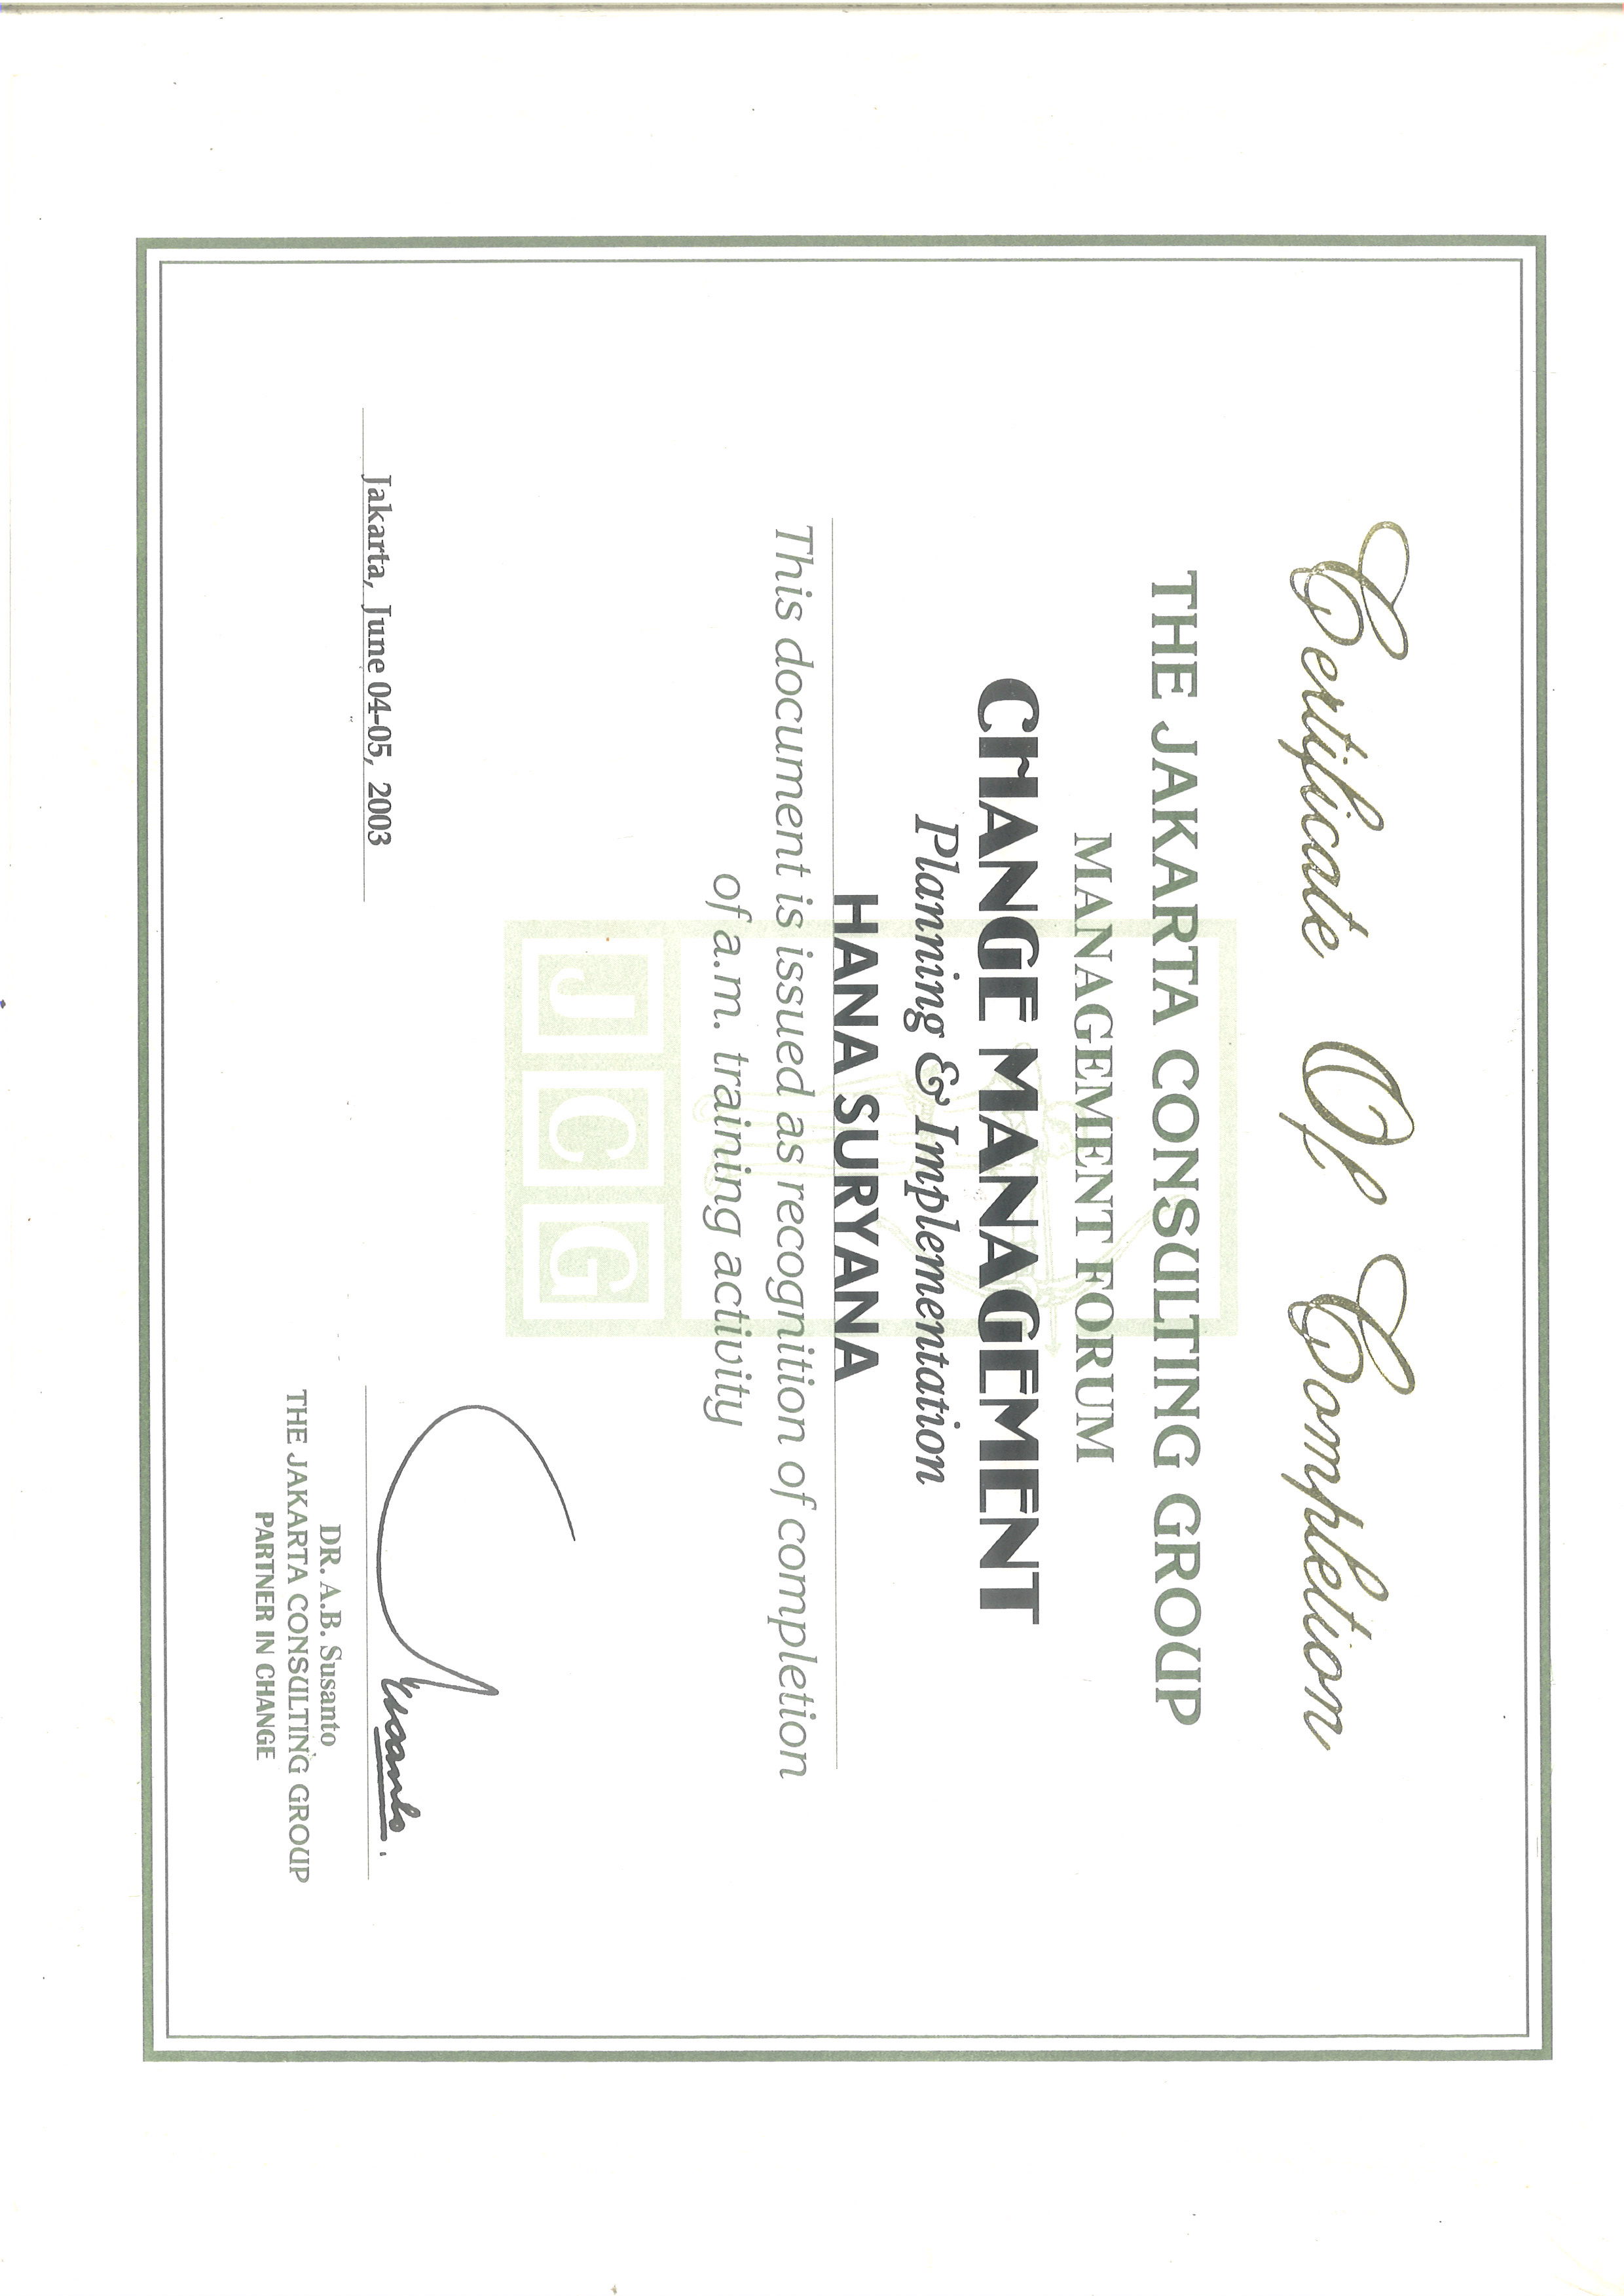 Certificate Of Completion
THE JAKARTA CONSULTING GROUP
MANAGEMENT FORUM
CHANGE MANAGEMENT
Planning & Implementation
HANA SURYANA
This document is issued as recognition of completion
of a.m. training activity
J C G
Jakarta, June 04-05, 2003
Susanto.
DR. A.B. Susanto
THE JAKARTA CONSULTING GROUP
PARTNER IN CHANGE